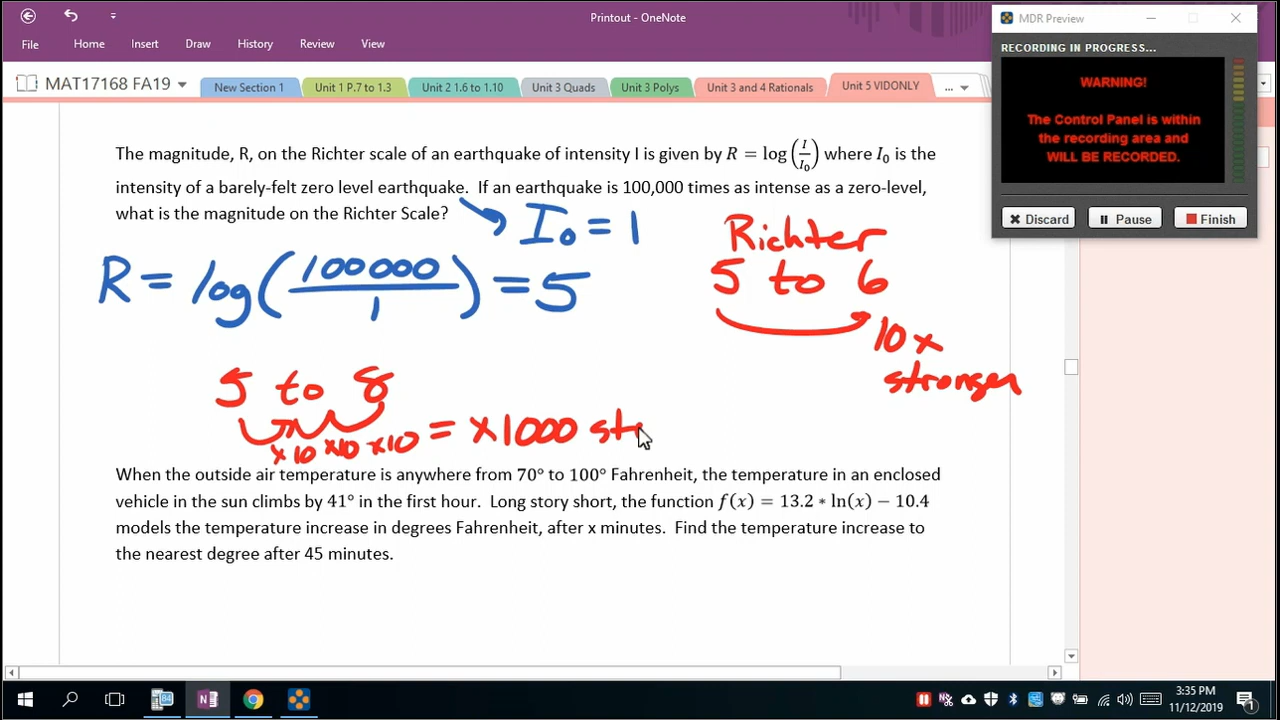 Printout - OneNote
File Home Insert Draw History Review View
MAT17168 FA19
New Section 1
Unit 1 P.7 to 1.3
Unit 2 1.6 to 1.10
Unit 3 Quads
Unit 3 Polys
Unit 3 and 4 Rationals
Unit 5 VIDONLY
...
MDR Preview
RECORDING IN PROGRESS...
WARNING!
The Control Panel is within
the recording area and
WILL BE RECORDED.
Discard
Pause
Finish
The magnitude, R, on the Richter scale of an earthquake of intensity I is given by R = log(I/I₀) where I₀ is the
intensity of a barely-felt zero level earthquake. If an earthquake is 100,000 times as intense as a zero-level,
what is the magnitude on the Richter Scale?
I₀ = 1
R = log(100000/1) = 5
Richter
5 to 6
10 x
stronger
5 to 8
x10 x10 x10 = x1000 str
When the outside air temperature is anywhere from 70° to 100° Fahrenheit, the temperature in an enclosed
vehicle in the sun climbs by 41° in the first hour. Long story short, the function f(x) = 13.2 * ln(x) − 10.4
models the temperature increase in degrees Fahrenheit, after x minutes. Find the temperature increase to
the nearest degree after 45 minutes.
3:35 PM
11/12/2019
1